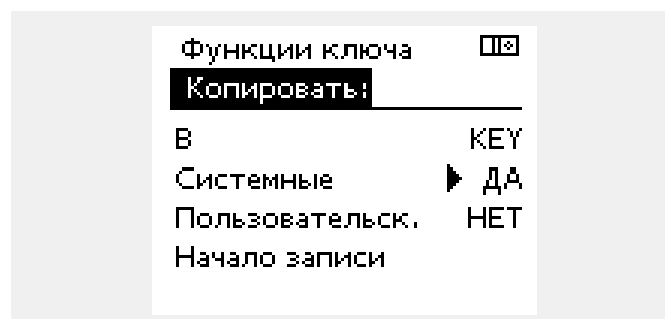 Функции ключа
Копировать:
В KEY
Системные ▶ ДА
Пользовательск. НЕТ
Начало записи